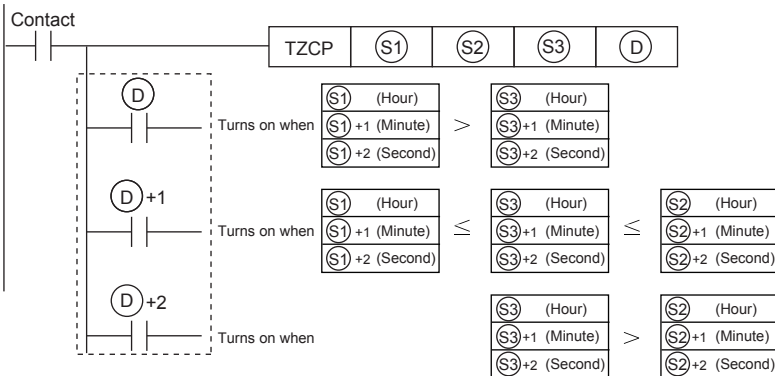 Contact
TZCP S1 S2 S3 D
D
Turns on when
S1 (Hour)
S1 +1 (Minute)
S1 +2 (Second)
>
S3 (Hour)
S3+1 (Minute)
S3+2 (Second)
D+1
Turns on when
S1 (Hour)
S1 +1 (Minute)
S1 +2 (Second)
≤
S3 (Hour)
S3+1 (Minute)
S3+2 (Second)
≤
S2 (Hour)
S2+1 (Minute)
S2+2 (Second)
D+2
Turns on when
S3 (Hour)
S3+1 (Minute)
S3+2 (Second)
>
S2 (Hour)
S2+1 (Minute)
S2+2 (Second)